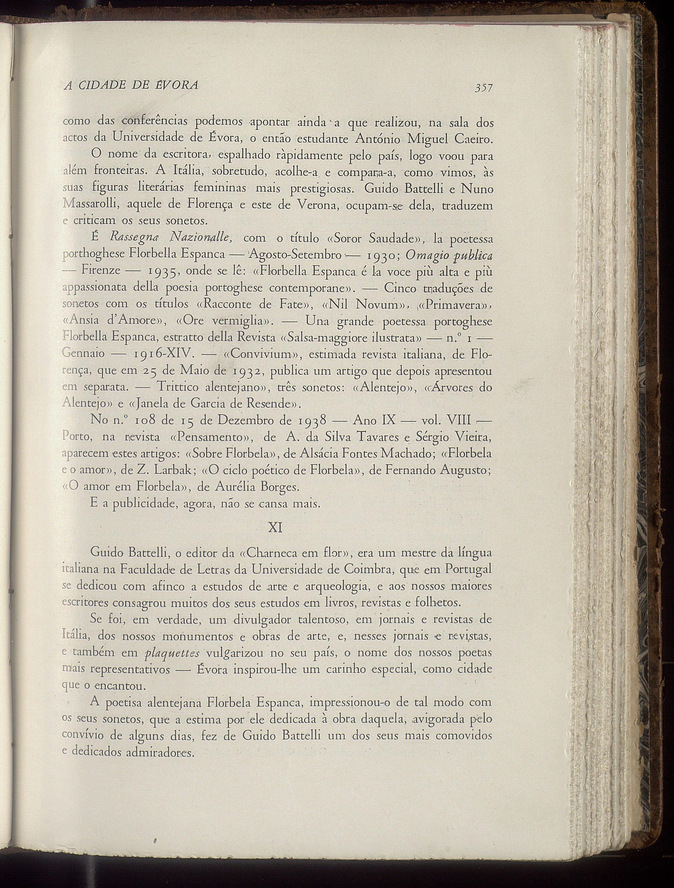 A CIDADE DE ÉVORA 357
como das conferências podemos apontar ainda a que realizou, na sala dos
actos da Universidade de Évora, o então estudante António Miguel Caeiro.
O nome da escritora, espalhado ràpidamente pelo país, logo voou para
além fronteiras. A Itália, sobretudo, acolhe-a e compara-a, como vimos, às
suas figuras literárias femininas mais prestigiosas. Guido Battelli e Nuno
Massarolli, aquele de Florença e este de Verona, ocupam-se dela, traduzem
e criticam os seus sonetos.
É Rassegna Nazionalle, com o título «Soror Saudade», la poetessa
porthoghese Florbella Espanca — Agosto-Setembro — 1930; Omagio publica
— Firenze — 1935, onde se lê: «Florbella Espanca é la voce più alta e più
appassionata della poesia portoghese contemporane». — Cinco traduções de
sonetos com os títulos «Racconte de Fate», «Nil Novum», «Primavera»,
«Ansia d'Amore», «Ore vermiglia». — Una grande poetessa portoghese
Florbella Espanca, estratto della Revista «Salsa-maggiore ilustrata» — n.º 1 —
Gennaio — 1916-XIV. — «Convivium», estimada revista italiana, de Flo-
rença, que em 25 de Maio de 1932, publica um artigo que depois apresentou
em separata. — Trittico alentejano», três sonetos: «Alentejo», «Árvores do
Alentejo» e «Janela de Garcia de Resende».
No n.º 108 de 15 de Dezembro de 1938 — Ano IX — vol. VIII —
Porto, na revista «Pensamento», de A. da Silva Tavares e Sérgio Vieira,
aparecem estes artigos: «Sobre Florbela», de Alsácia Fontes Machado; «Florbela
e o amor», de Z. Larbak; «O ciclo poético de Florbela», de Fernando Augusto;
«O amor em Florbela», de Aurélia Borges.
E a publicidade, agora, não se cansa mais.
XI
Guido Battelli, o editor da «Charneca em flor», era um mestre da língua
italiana na Faculdade de Letras da Universidade de Coimbra, que em Portugal
se dedicou com afinco a estudos de arte e arqueologia, e aos nossos maiores
escritores consagrou muitos dos seus estudos em livros, revistas e folhetos.
Se foi, em verdade, um divulgador talentoso, em jornais e revistas de
Itália, dos nossos monumentos e obras de arte, e, nesses jornais e revistas,
e também em plaquettes vulgarizou no seu país, o nome dos nossos poetas
mais representativos — Évora inspirou-lhe um carinho especial, como cidade
que o encantou.
A poetisa alentejana Florbela Espanca, impressionou-o de tal modo com
os seus sonetos, que a estima por ele dedicada à obra daquela, avigorada pelo
convívio de alguns dias, fez de Guido Battelli um dos seus mais comovidos
e dedicados admiradores.